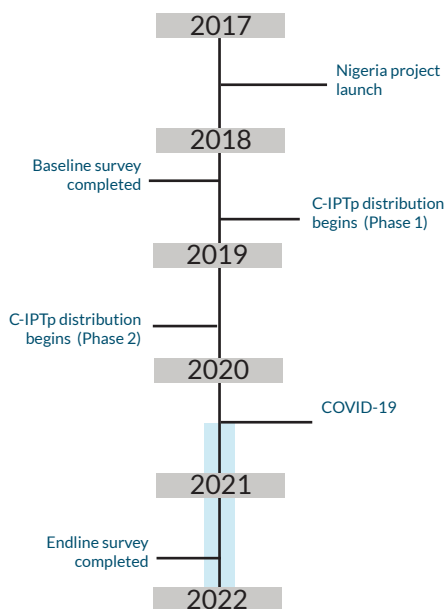 2017
Nigeria project
launch
2018
Baseline survey
completed
C-IPTp distribution
begins (Phase 1)
2019
C-IPTp distribution
begins (Phase 2)
2020
COVID-19
2021
Endline survey
completed
2022